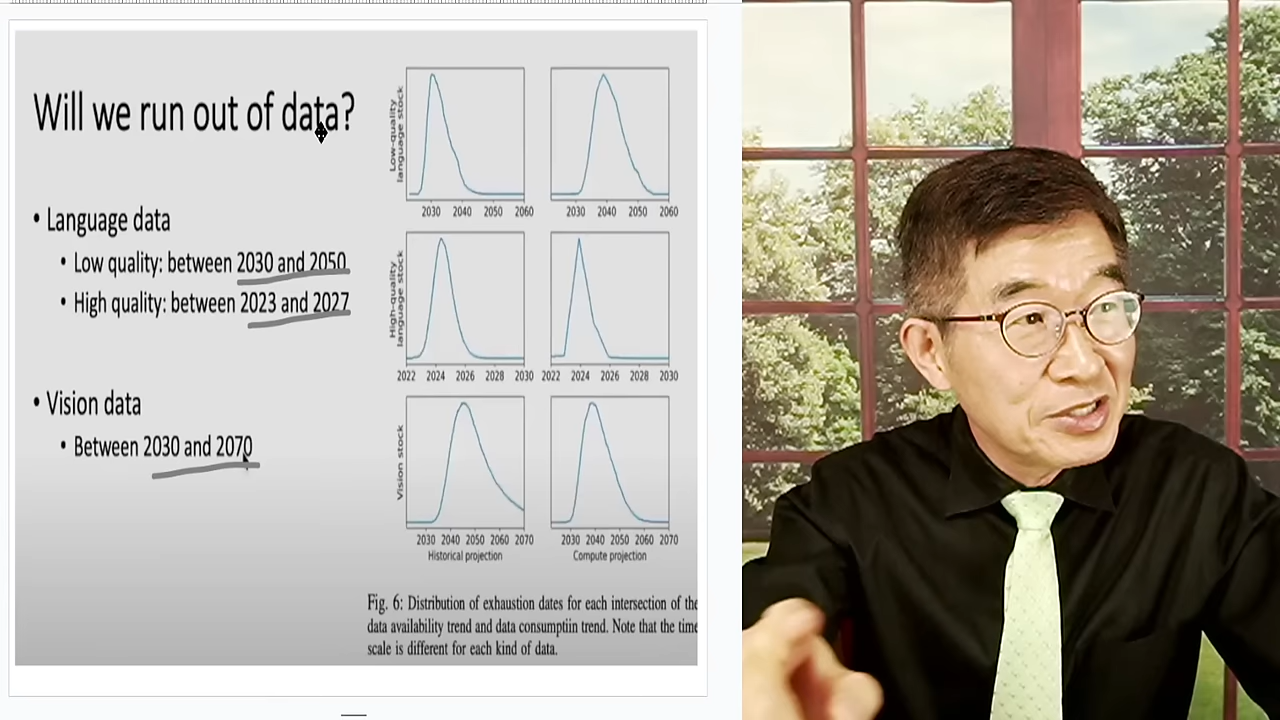 Will we run out of data?
• Language data
• Low quality: between 2030 and 2050
• High quality: between 2023 and 2027
• Vision data
• Between 2030 and 2070
Low-quality
language stock
2030 2040 2050 2060
2030 2040 2050 2060
High-quality
language stock
2022 2024 2026 2028 2030
2022 2024 2026 2028 2030
Vision stock
2030 2040 2050 2060 2070
Historical projection
2030 2040 2050 2060 2070
Compute projection
Fig. 6: Distribution of exhaustion dates for each intersection of the
data availability trend and data consumptiin trend. Note that the time
scale is different for each kind of data.